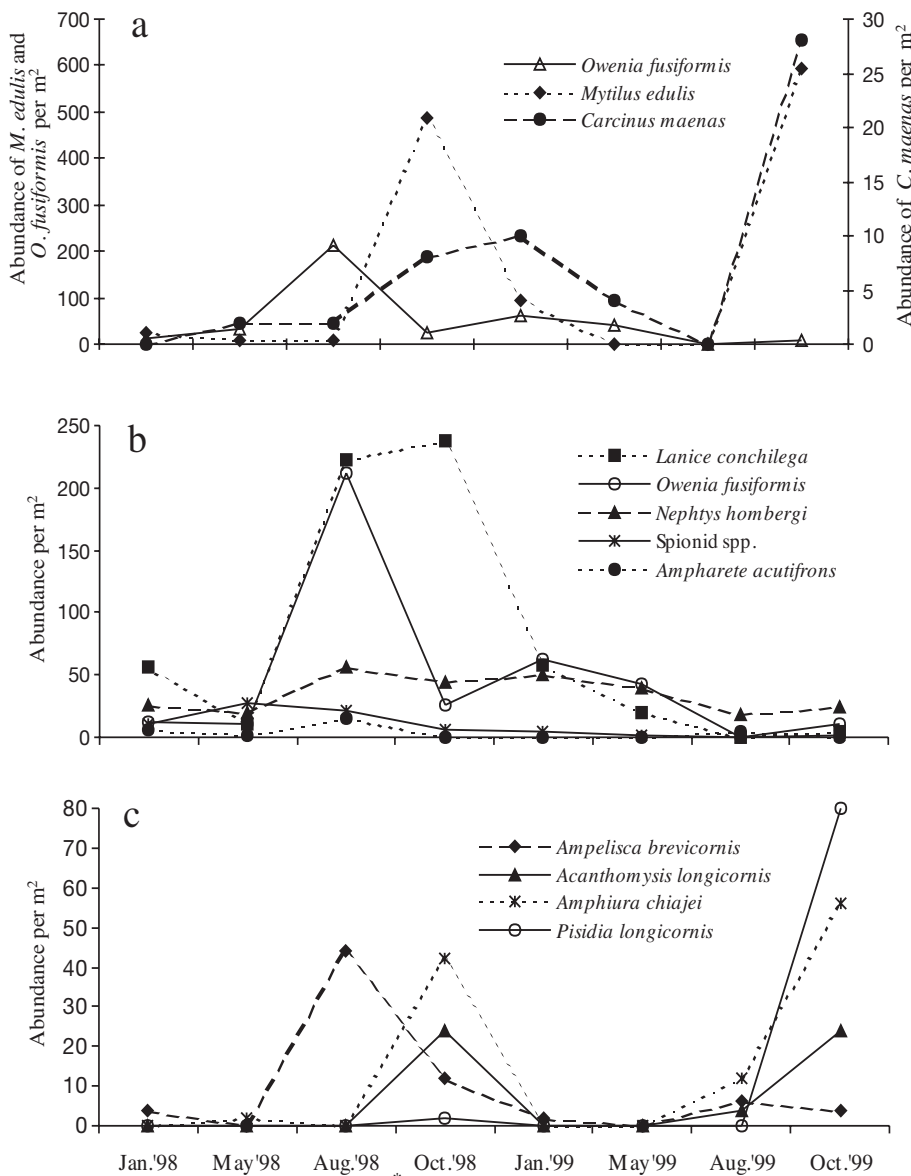 a
Abundance of M. edulis and
O. fusiformis per m²
700
600
500
400
300
200
100
0
Owenia fusiformis
Mytilus edulis
Carcinus maenas
30
25
20
15
10
5
0
Abundance of C. maenas per m²
b
Abundance per m²
250
200
150
100
50
0
Lanice conchilega
Owenia fusiformis
Nephtys hombergi
Spionid spp.
Ampharete acutifrons
c
Abundance per m²
80
70
60
50
40
30
20
10
0
Ampelisca brevicornis
Acanthomysis longicornis
Amphiura chiajei
Pisidia longicornis
Jan.'98 May'98 Aug.'98 Oct.'98 Jan.'99 May'99 Aug.'99 Oct.'99
*